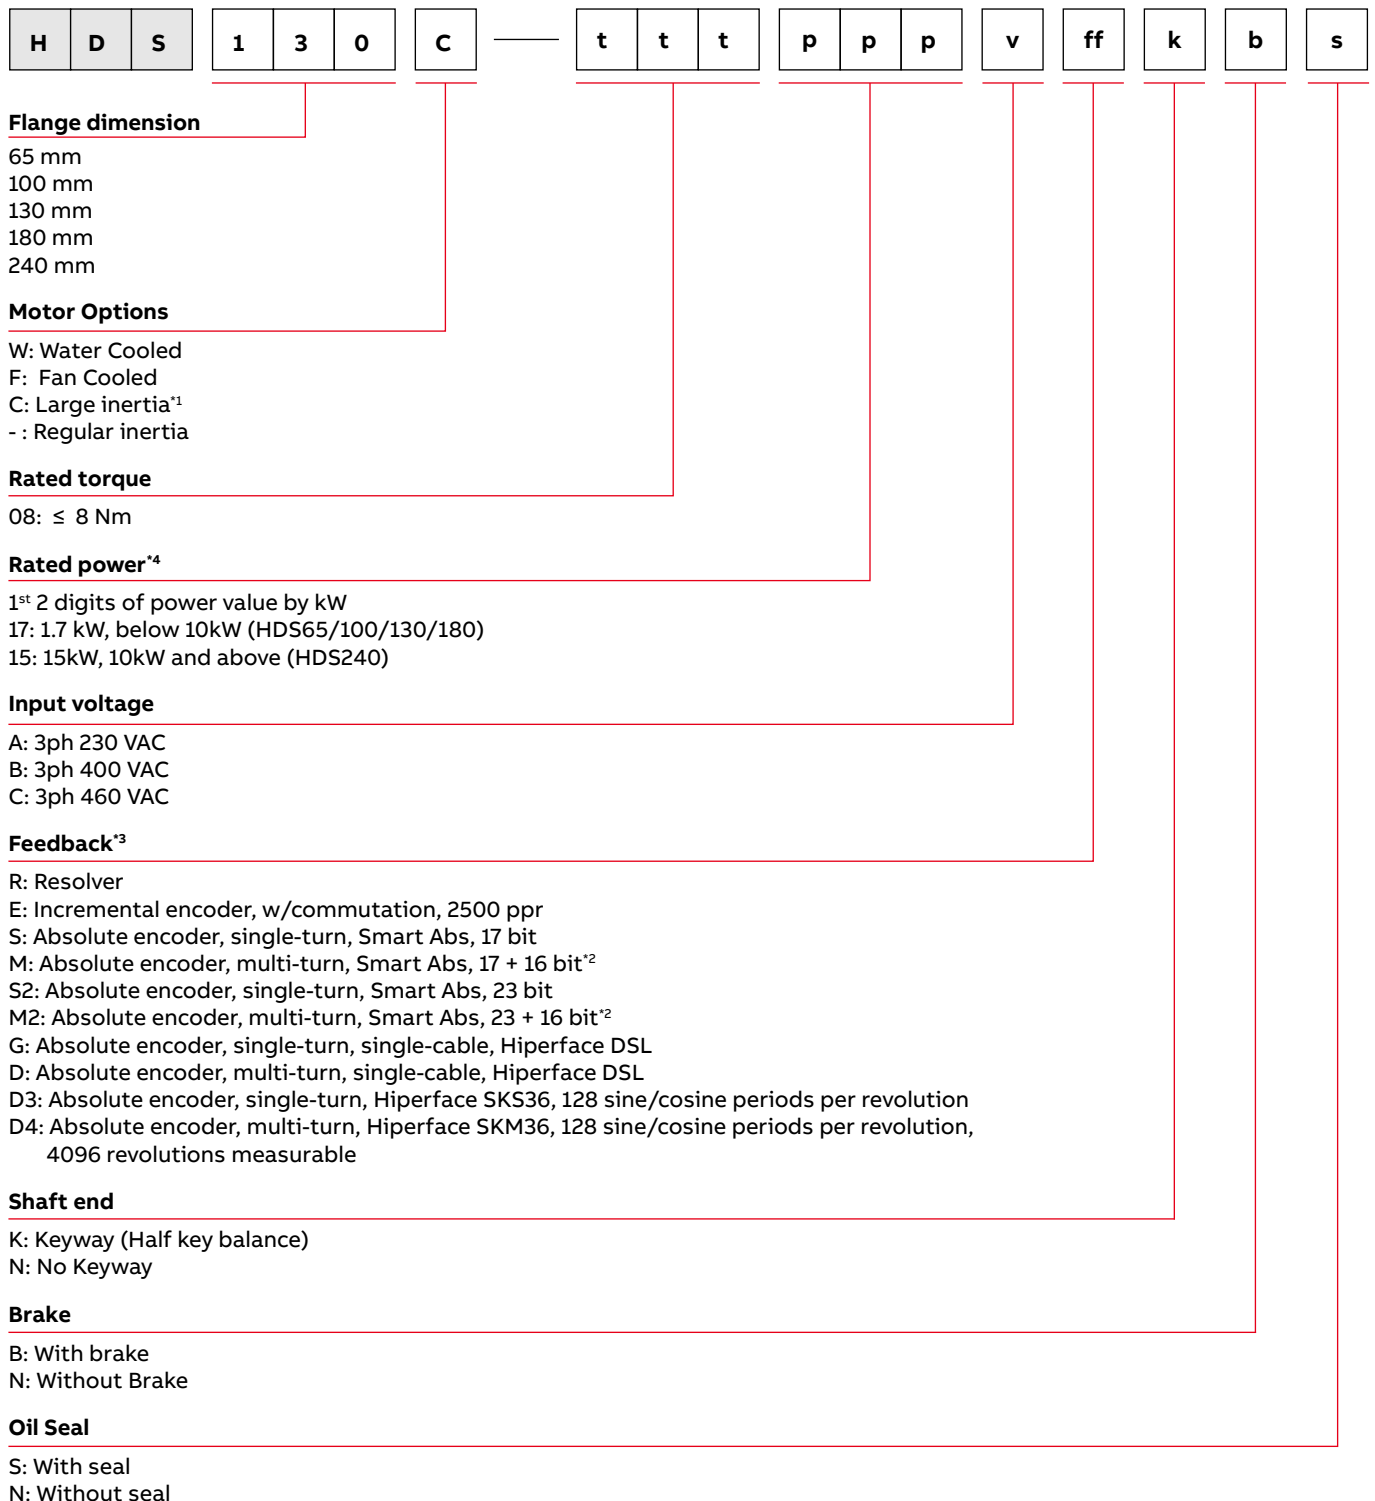 H D S 1 3 0 C t t t p p p v ff k b s
Flange dimension
65 mm
100 mm
130 mm
180 mm
240 mm
Motor Options
W: Water Cooled
F: Fan Cooled
C: Large inertia*1
- : Regular inertia
Rated torque
08: ≤ 8 Nm
Rated power*4
1st 2 digits of power value by kW
17: 1.7 kW, below 10kW (HDS65/100/130/180)
15: 15kW, 10kW and above (HDS240)
Input voltage
A: 3ph 230 VAC
B: 3ph 400 VAC
C: 3ph 460 VAC
Feedback*3
R: Resolver
E: Incremental encoder, w/commutation, 2500 ppr
S: Absolute encoder, single-turn, Smart Abs, 17 bit
M: Absolute encoder, multi-turn, Smart Abs, 17 + 16 bit*2
S2: Absolute encoder, single-turn, Smart Abs, 23 bit
M2: Absolute encoder, multi-turn, Smart Abs, 23 + 16 bit*2
G: Absolute encoder, single-turn, single-cable, Hiperface DSL
D: Absolute encoder, multi-turn, single-cable, Hiperface DSL
D3: Absolute encoder, single-turn, Hiperface SKS36, 128 sine/cosine periods per revolution
D4: Absolute encoder, multi-turn, Hiperface SKM36, 128 sine/cosine periods per revolution,
4096 revolutions measurable
Shaft end
K: Keyway (Half key balance)
N: No Keyway
Brake
B: With brake
N: Without Brake
Oil Seal
S: With seal
N: Without seal